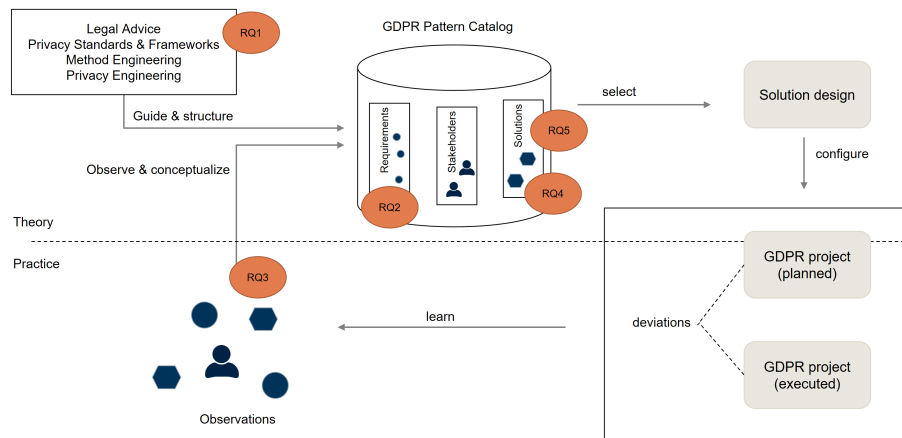 Legal Advice
Privacy Standards & Frameworks
Method Engineering
Privacy Engineering
RQ1
GDPR Pattern Catalog
Guide & structure
Observe & conceptualize
Requirements
Stakeholders
Solutions
RQ5
RQ4
RQ2
select
Solution design
configure
Theory
Practice
RQ3
GDPR project
(planned)
learn
deviations
GDPR project
(executed)
Observations